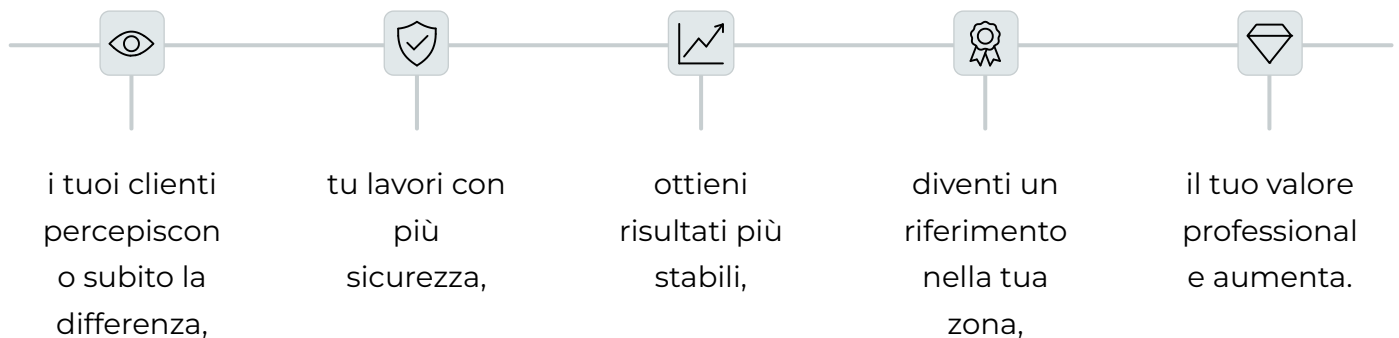 i tuoi clienti
percepiscon
o subito la
differenza,
tu lavori con
più
sicurezza,
ottieni
risultati più
stabili,
diventi un
riferimento
nella tua
zona,
il tuo valore
professional
e aumenta.